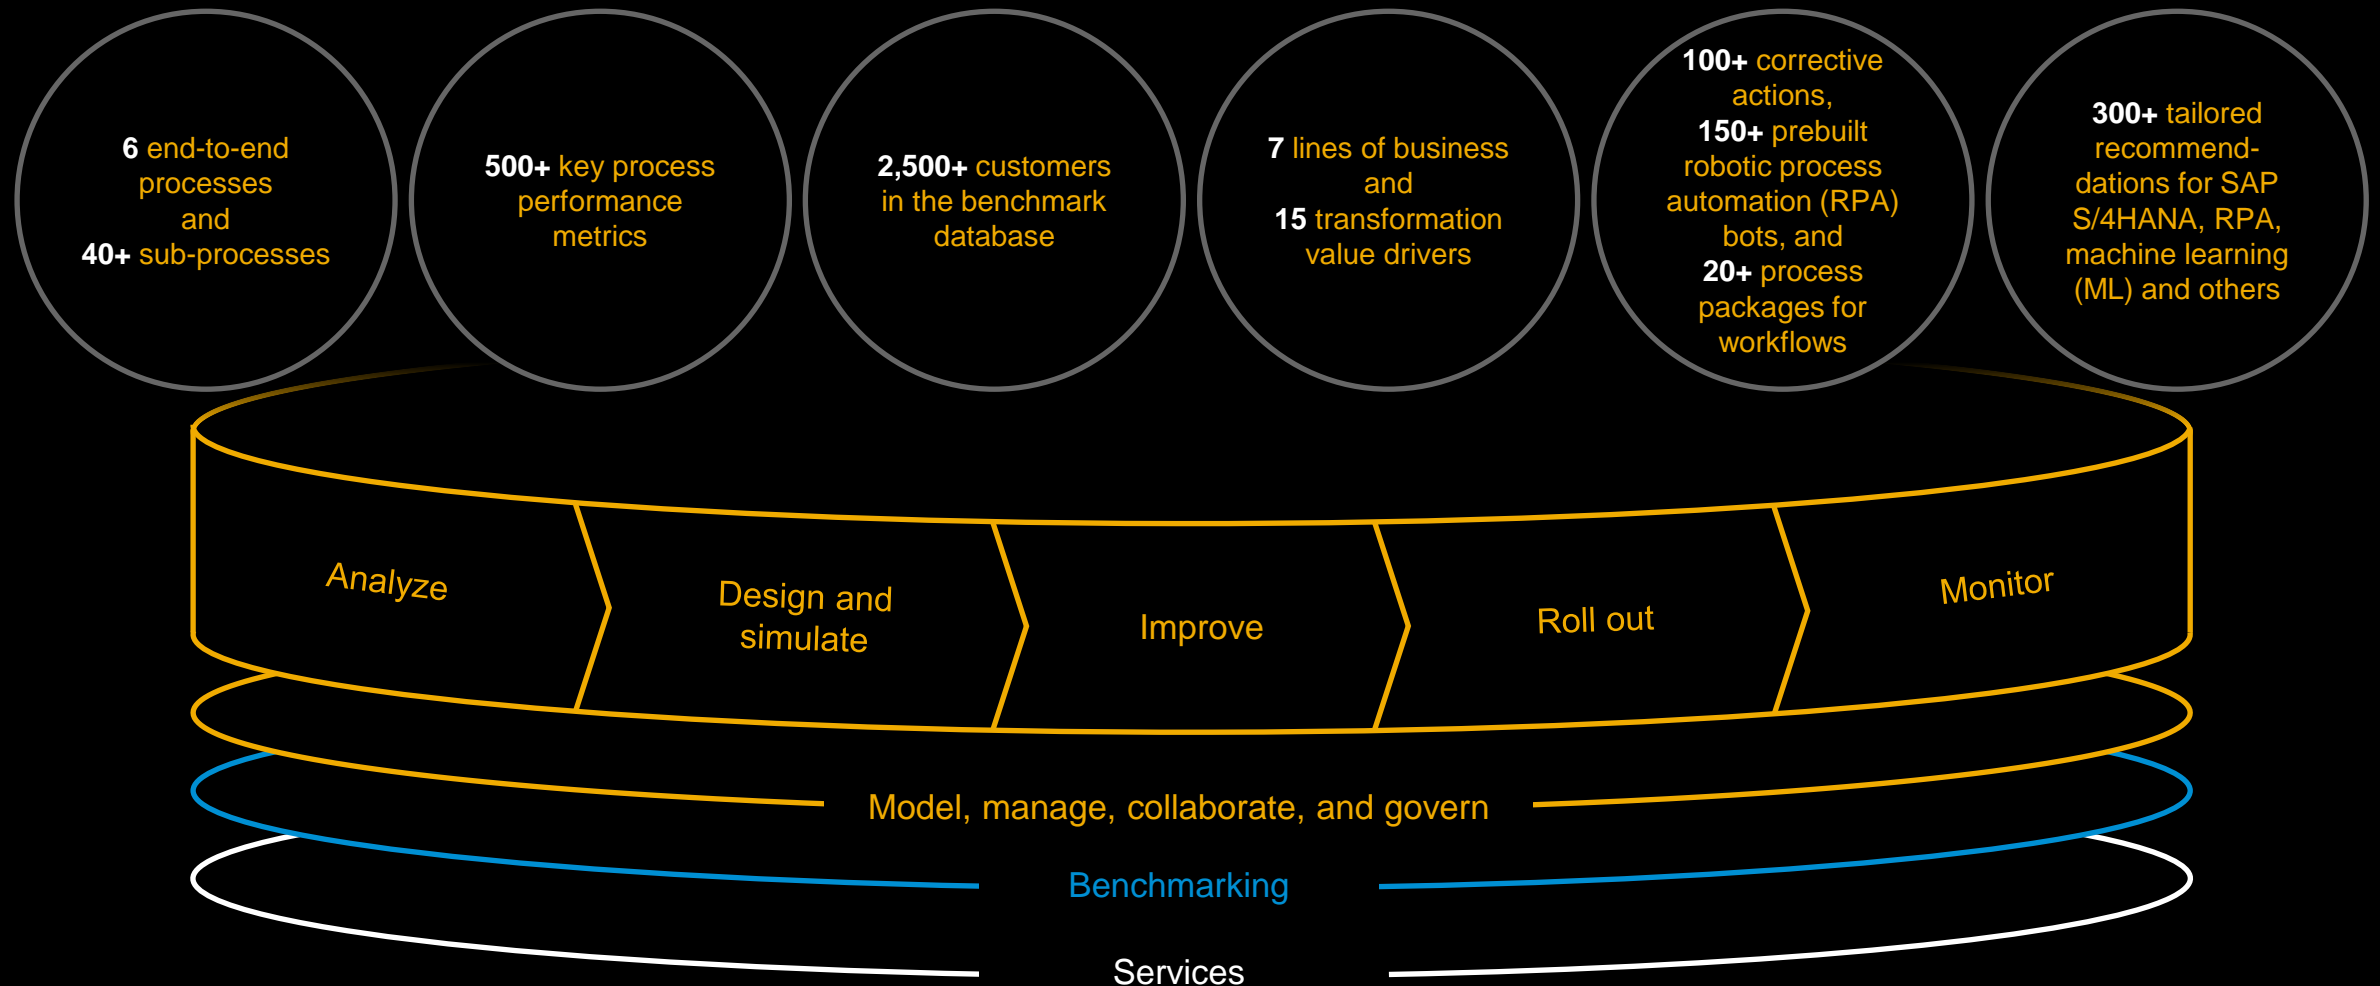 6 end-to-end
processes
and
40+ sub-processes
500+ key process
performance
metrics
2,500+ customers
in the benchmark
database
7 lines of business
and
15 transformation
value drivers
100+ corrective
actions,
150+ prebuilt
robotic process
automation (RPA)
bots, and
20+ process
packages for
workflows
300+ tailored
recommend-
dations for SAP
S/4HANA, RPA,
machine learning
(ML) and others
Analyze
Design and
simulate
Improve
Roll out
Monitor
Model, manage, collaborate, and govern
Benchmarking
Services